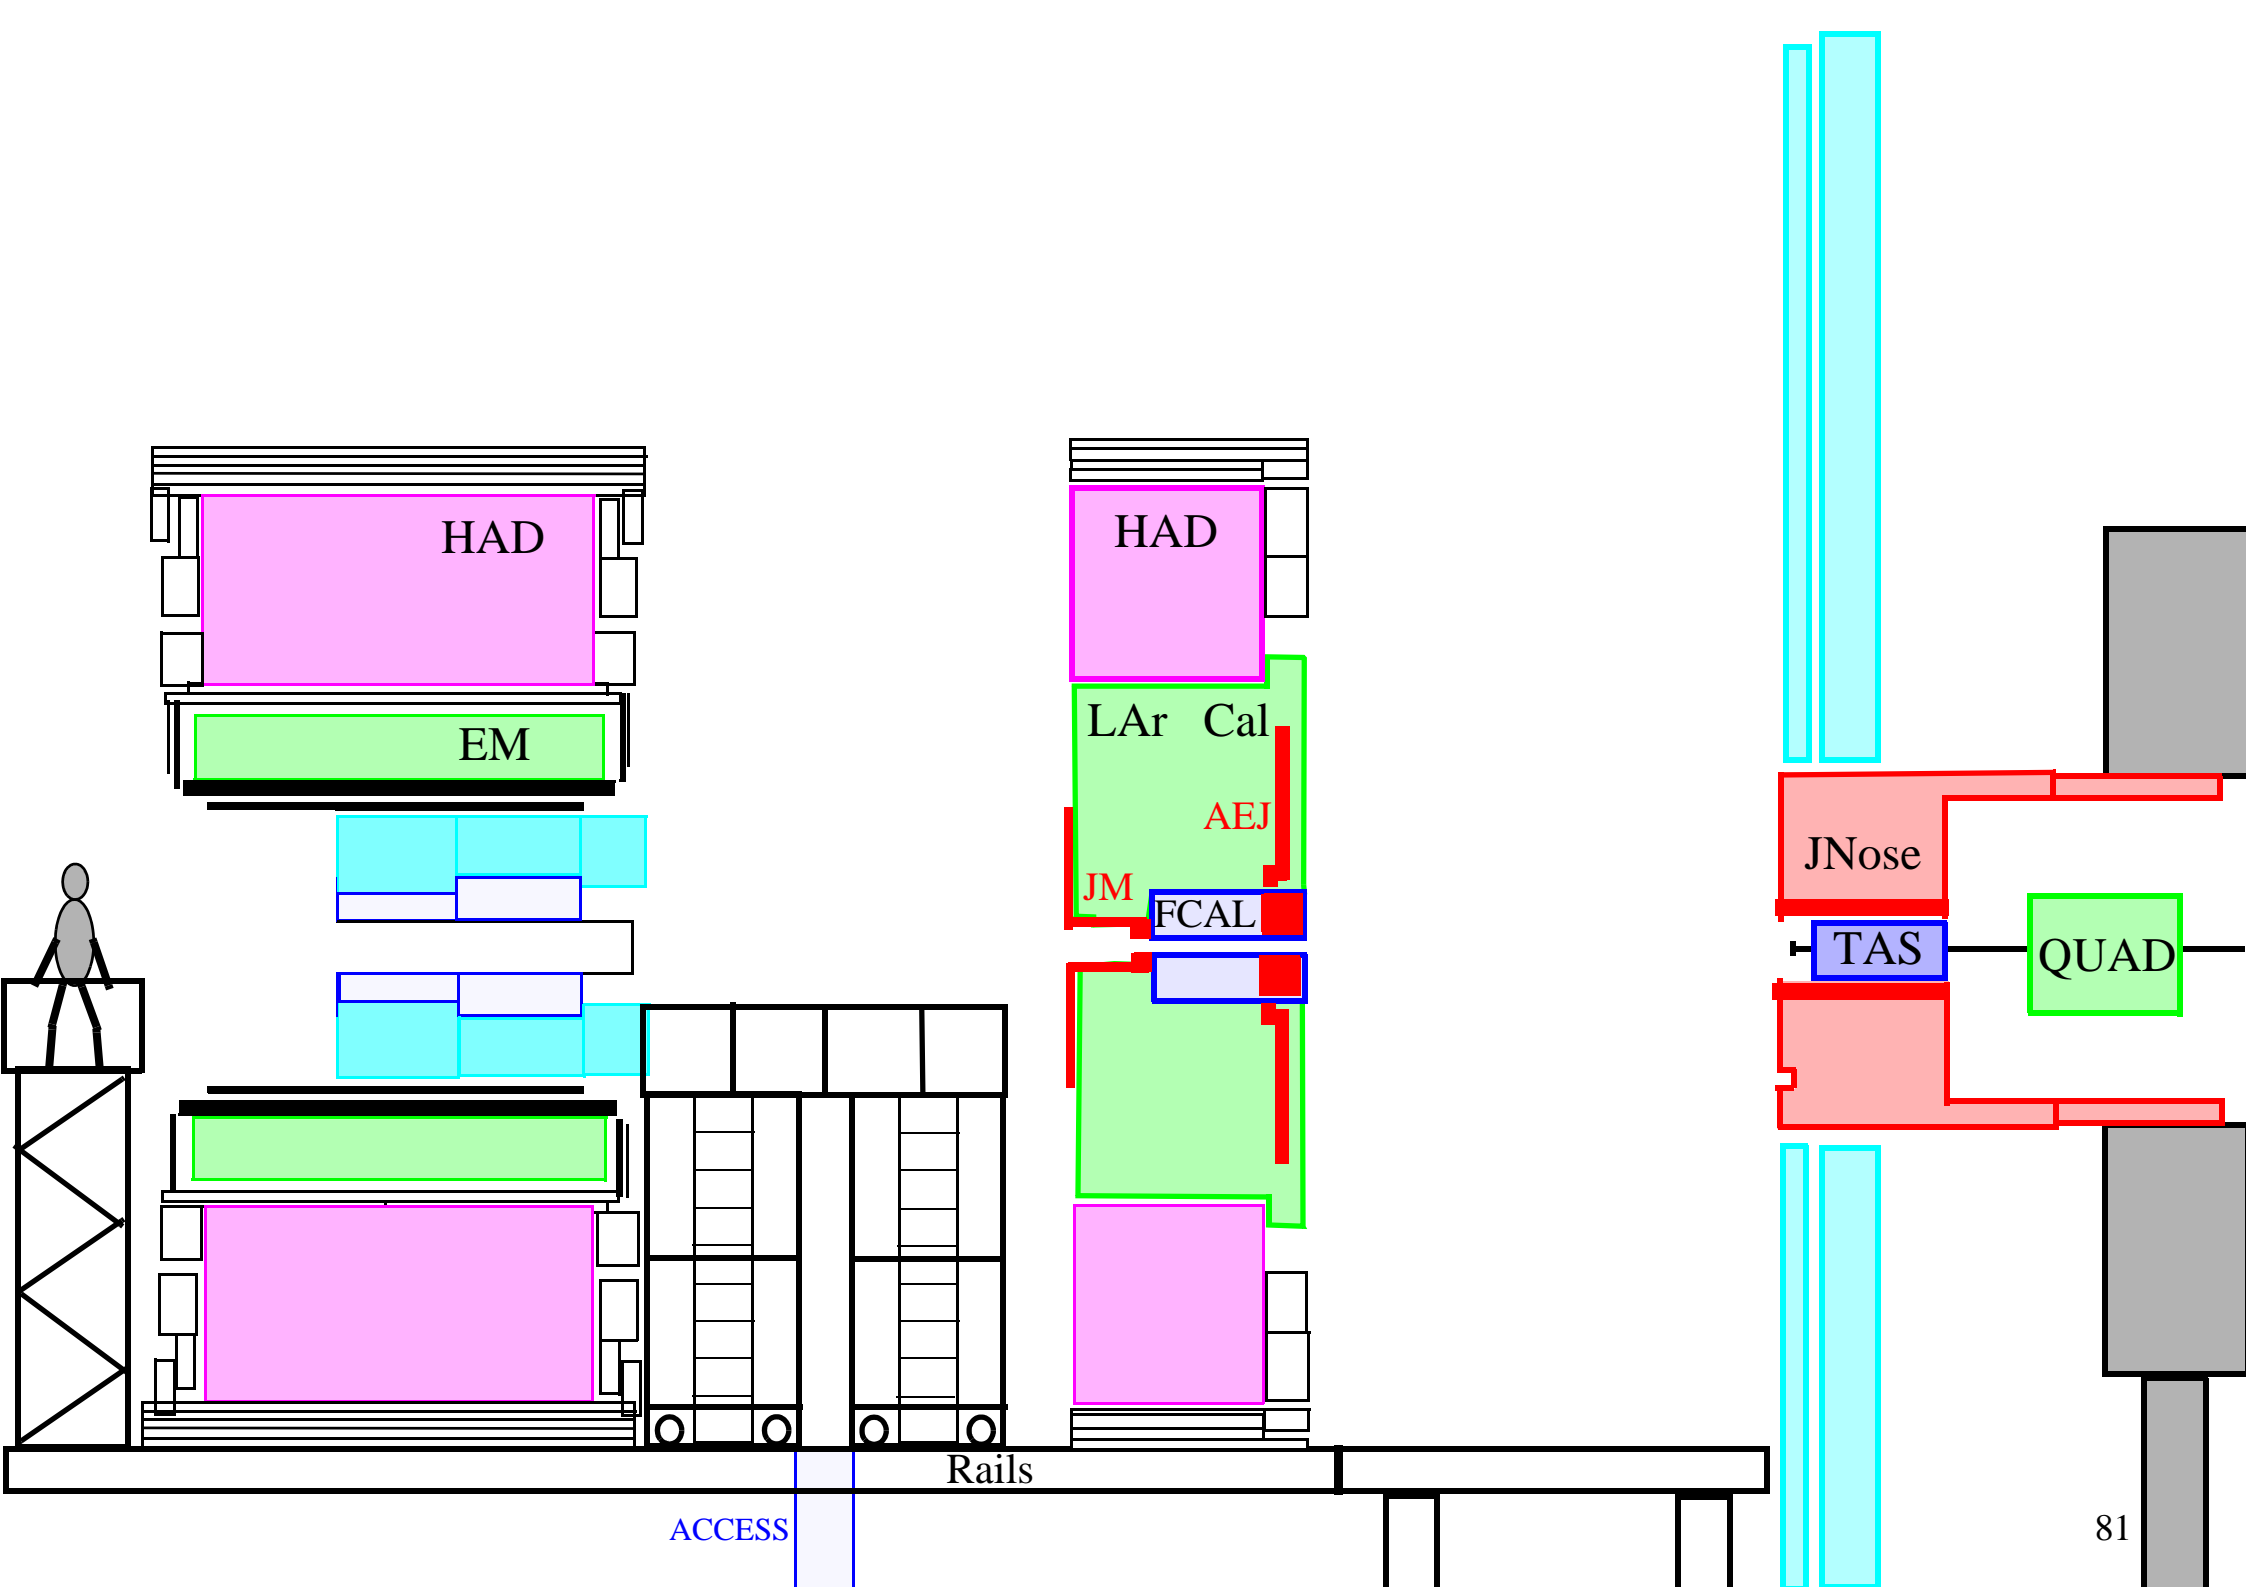 HAD
HAD
LAr Cal
EM
AEJ
JNose
JM
FCAL
TAS
QUAD
Rails
ACCESS
81